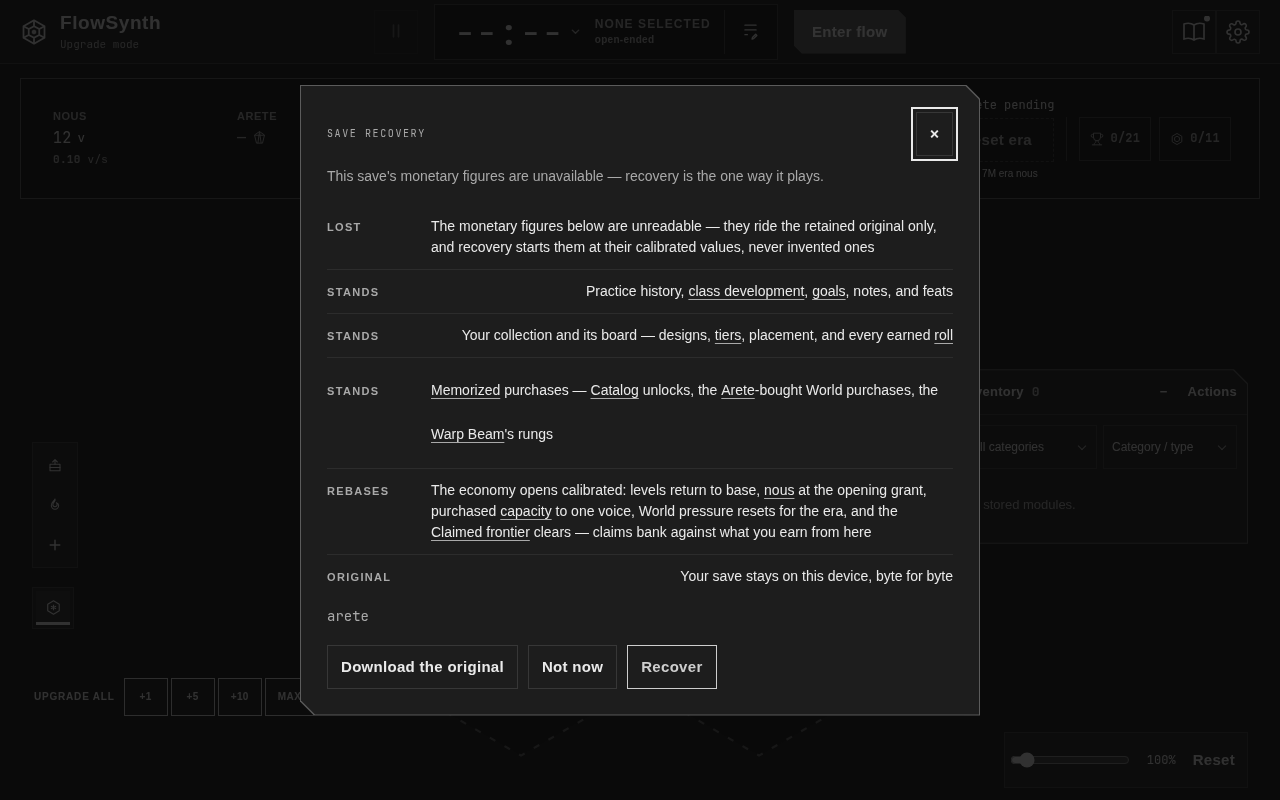 FlowSynth
Upgrade mode
– – : – –
NONE SELECTED
open-ended
Enter flow
NOUS
12 v
0.10 v/s
ARETE
–
pending
set era
7M era nous
0/21
0/11
SAVE RECOVERY
×
This save's monetary figures are unavailable — recovery is the one way it plays.
LOST
The monetary figures below are unreadable — they ride the retained original only,
and recovery starts them at their calibrated values, never invented ones
STANDS
Practice history, class development, goals, notes, and feats
STANDS
Your collection and its board — designs, tiers, placement, and every earned roll
STANDS
Memorized purchases — Catalog unlocks, the Arete-bought World purchases, the
Warp Beam's rungs
REBASES
The economy opens calibrated: levels return to base, nous at the opening grant,
purchased capacity to one voice, World pressure resets for the era, and the
Claimed frontier clears — claims bank against what you earn from here
ORIGINAL
Your save stays on this device, byte for byte
arete
Download the original
Not now
Recover
ventory 0
– Actions
ll categories
Category / type
stored modules.
UPGRADE ALL
+1
+5
+10
MAX
100%
Reset